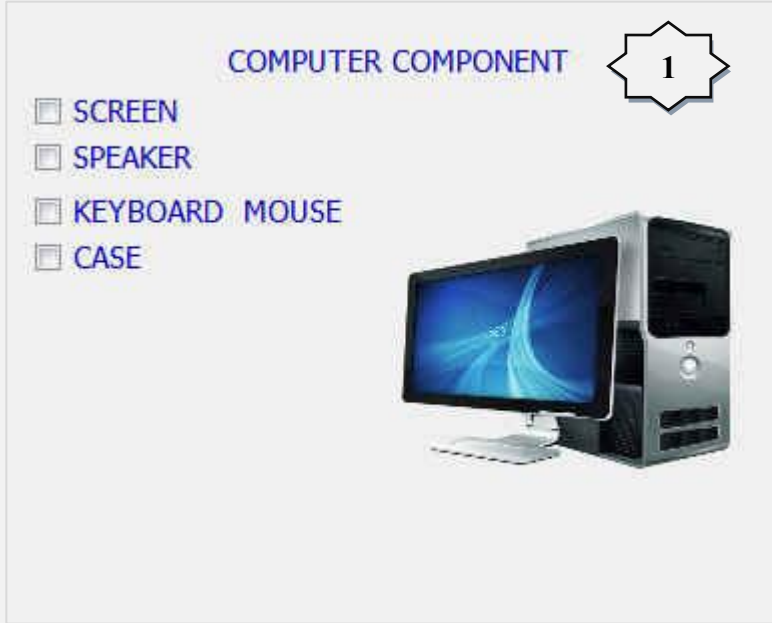 COMPUTER COMPONENT
1
SCREEN
SPEAKER
KEYBOARD MOUSE
CASE